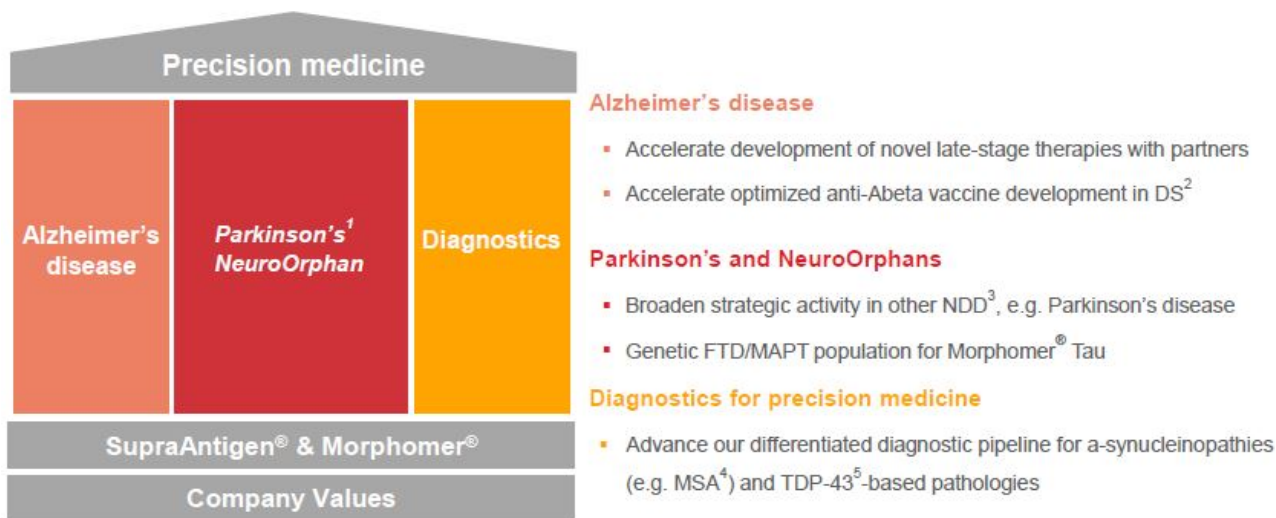 Precision medicine
Alzheimer's
disease
Parkinson's¹
NeuroOrphan
Diagnostics
SupraAntigen® & Morphomer®
Company Values
Alzheimer's disease
▪ Accelerate development of novel late-stage therapies with partners
▪ Accelerate optimized anti-Abeta vaccine development in DS²
Parkinson's and NeuroOrphans
▪ Broaden strategic activity in other NDD³, e.g. Parkinson's disease
▪ Genetic FTD/MAPT population for Morphomer® Tau
Diagnostics for precision medicine
▪ Advance our differentiated diagnostic pipeline for a-synucleinopathies
(e.g. MSA⁴) and TDP-43⁵-based pathologies